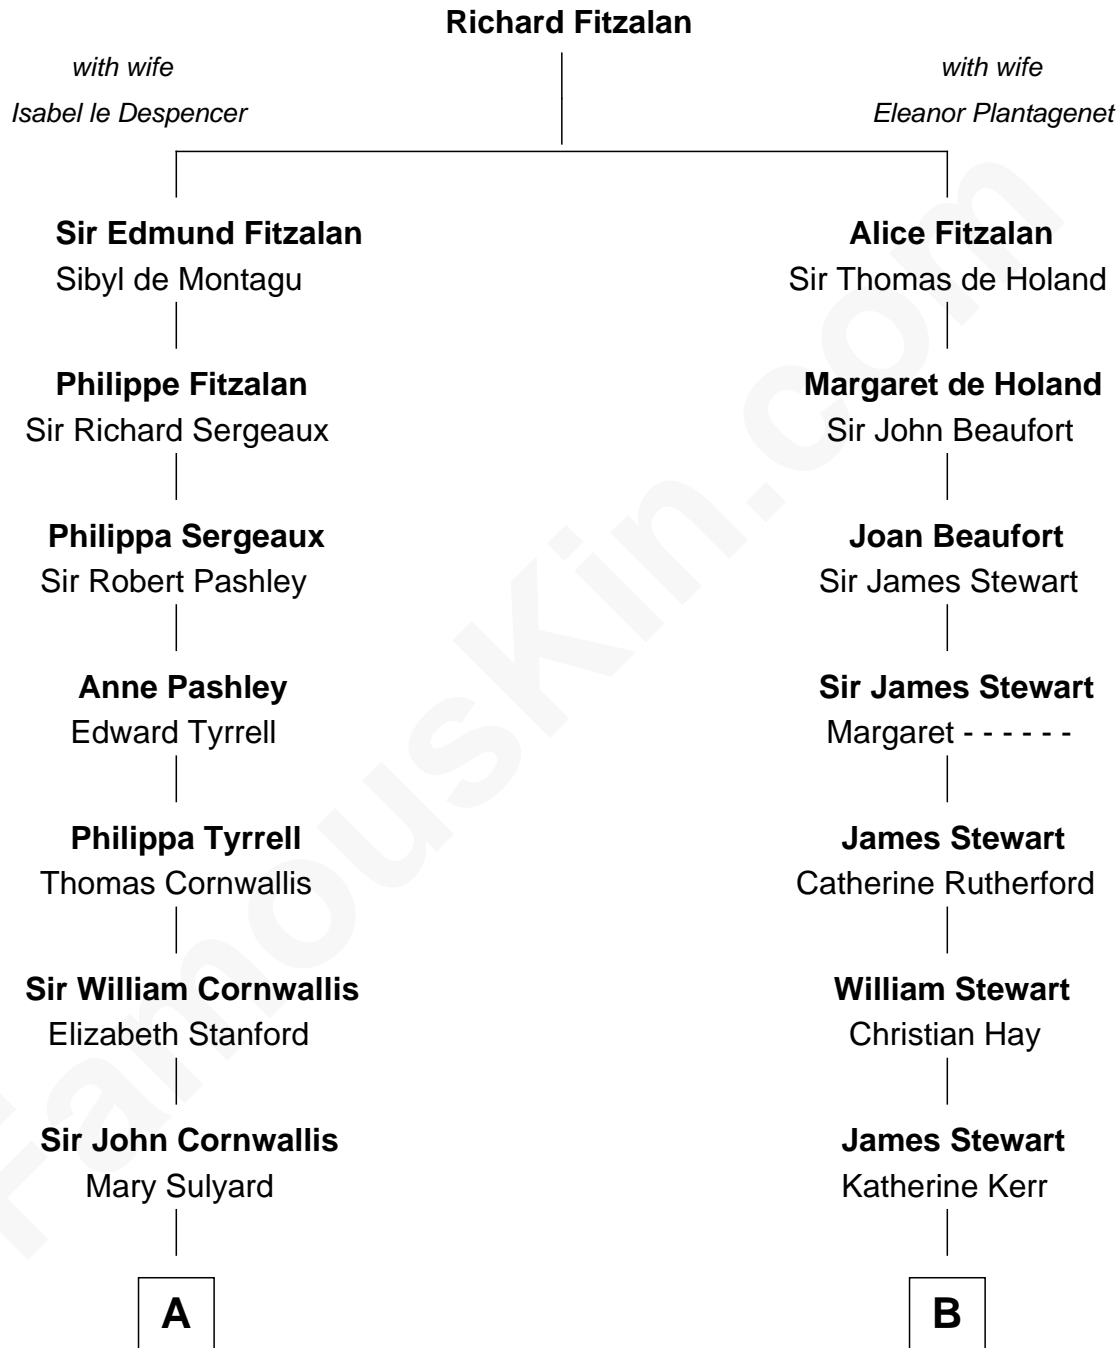 Richard Fitzalan
with wife
Isabel le Despencer
with wife
Eleanor Plantagenet
Sir Edmund Fitzalan
Sibyl de Montagu
Alice Fitzalan
Sir Thomas de Holand
Philippe Fitzalan
Sir Richard Sergeaux
Margaret de Holand
Sir John Beaufort
Philippa Sergeaux
Sir Robert Pashley
Joan Beaufort
Sir James Stewart
Anne Pashley
Edward Tyrrell
Sir James Stewart
Margaret - - - - - -
Philippa Tyrrell
Thomas Cornwallis
James Stewart
Catherine Rutherford
Sir William Cornwallis
Elizabeth Stanford
William Stewart
Christian Hay
Sir John Cornwallis
Mary Sulyard
James Stewart
Katherine Kerr
A
B
FamousKin.com